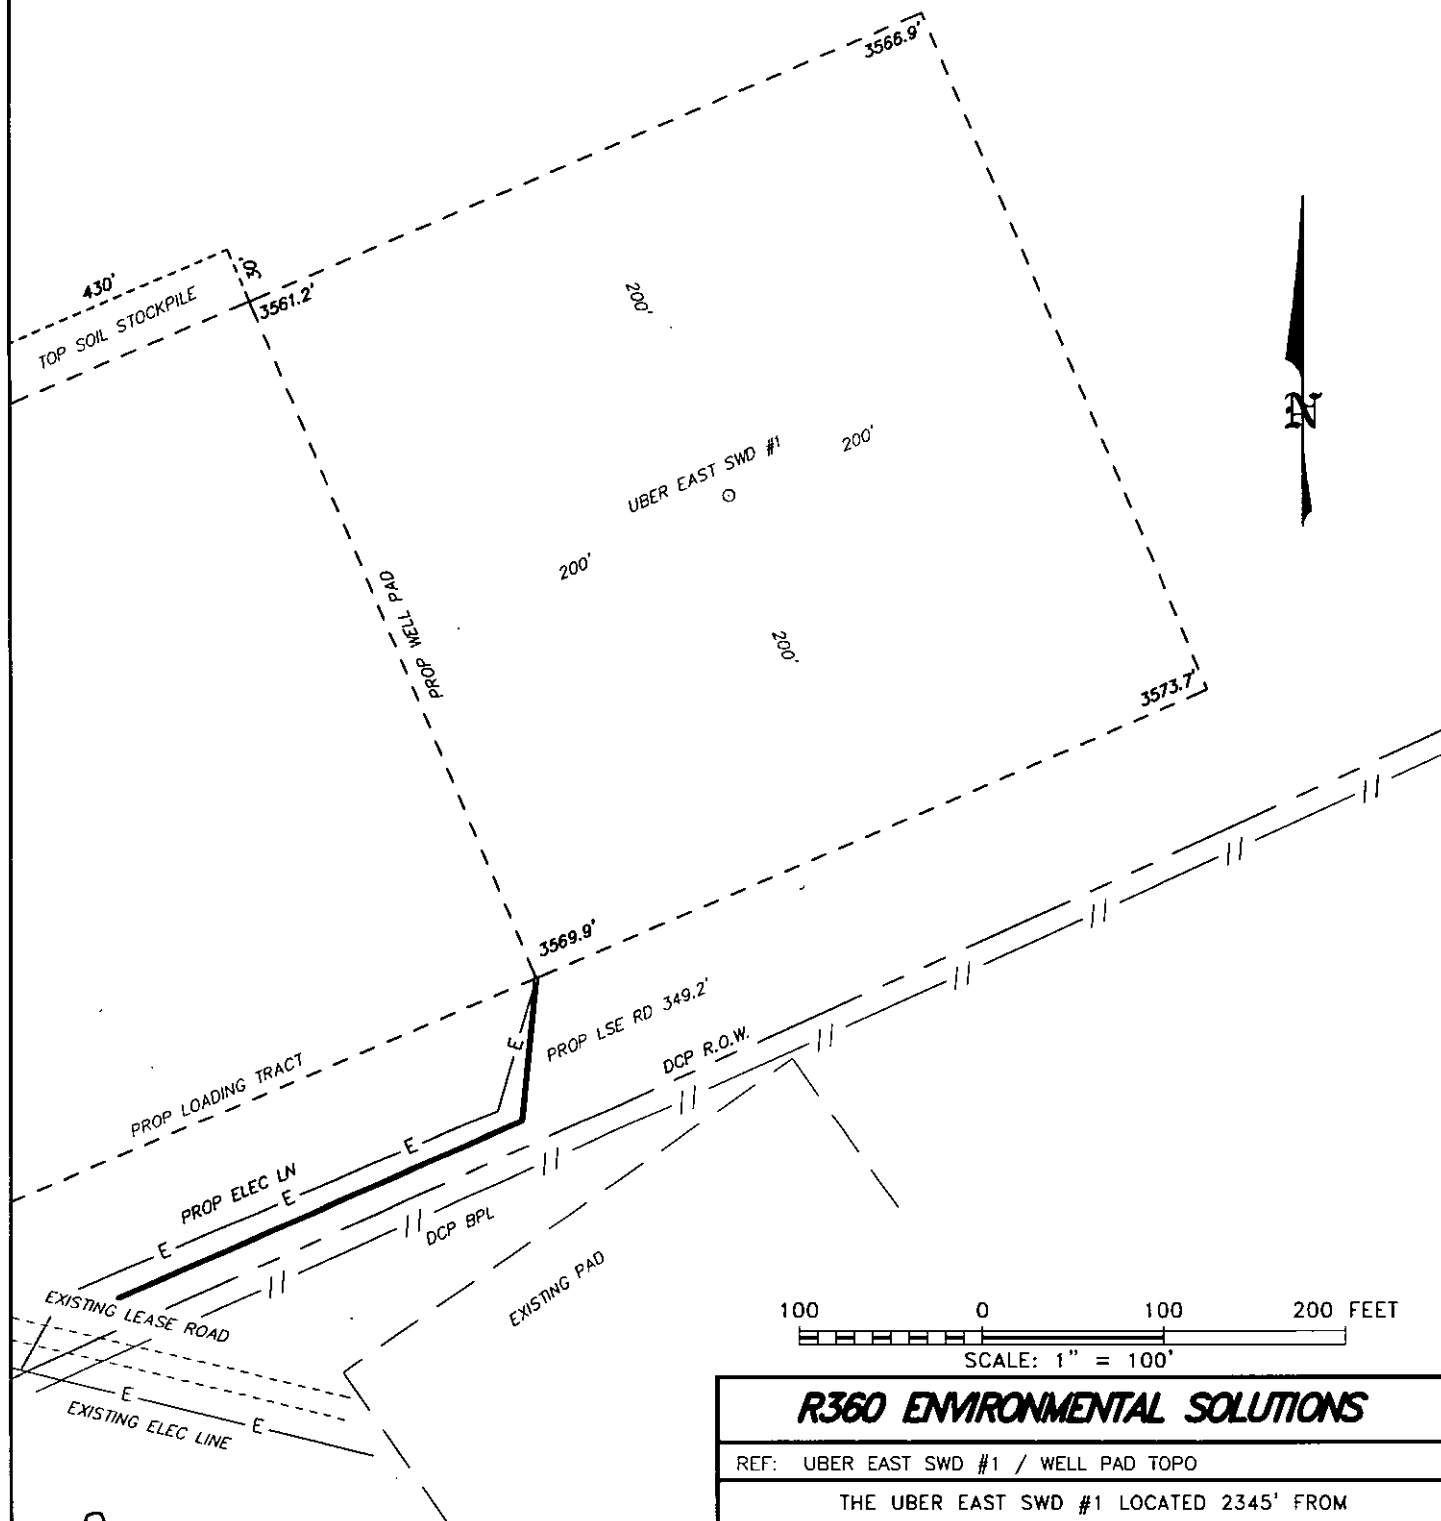 3566.9'
430'
30'
TOP SOIL STOCKPILE
3561.2'
200'
N
UBER EAST SWD #1
200'
200'
PROP WELL PAD
200'
3573.7'
3569.9'
PROP LSE RD 349.2'
DCP R.O.W.
E
PROP LOADING TRACT
E
PROP ELEC LN
E
DCP BPL
E
EXISTING PAD
EXISTING LEASE ROAD
100 0 100 200 FEET
SCALE: 1" = 100'
E
E
EXISTING ELEC LINE
R360 ENVIRONMENTAL SOLUTIONS
REF: UBER EAST SWD #1 / WELL PAD TOPO
THE UBER EAST SWD #1 LOCATED 2345' FROM